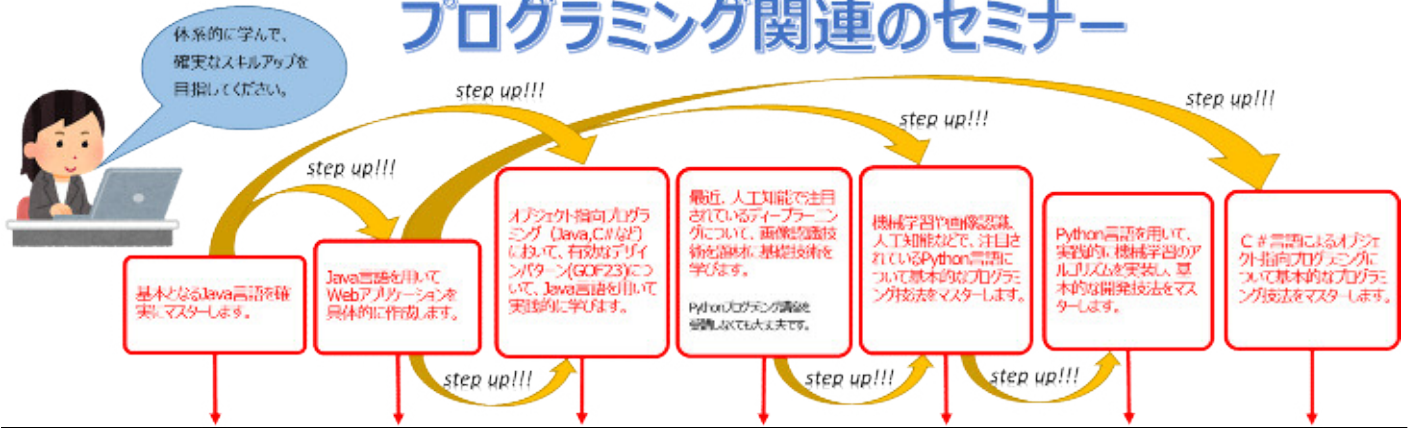 プログラミング関連のセミナー
体系的に学んで、
確実なスキルアップを
目指してください。
step up!!!
step up!!!
step up!!!
step up!!!
基本となるJava言語を確
実にマスターします。
Java言語を用いて
Webアプリケーションを
具体的に作成します。
オブジェクト指向プログラ
ミング（Java,C#など）
において、有効なデザイ
ンパターン(GOF23)につ
いて、Java言語を用いて
実践的に学びます。
最近、人工知能で注目
されているディープラーニン
グについて、画像認識技
術を題材に基礎技術を
学びます。
Pythonプログラミング講座を
受講しなくても大丈夫です。
機械学習や画像認識、
人工知能などで、注目さ
れているPython言語に
ついて基本的なプログラミ
ング技法をマスターします。
Python言語を用いて、
実践的に機械学習のア
ルゴリズムを実装し、基
本的な開発技法をマス
ターします。
C＃言語によるオブジェ
クト指向プログラミングに
ついて基本的なプログラミ
ング技法をマスターします。
step up!!!
step up!!!
step up!!!